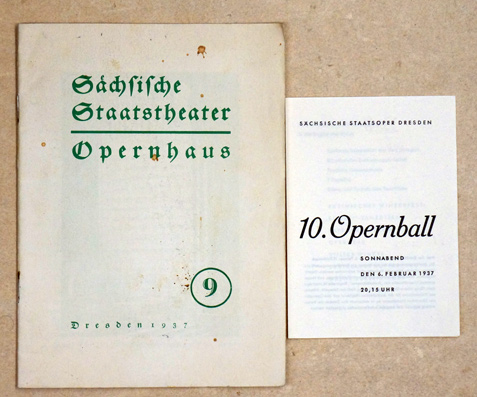 Sächsische
Staatstheater
Opernhaus
9
Dresden 1937
SÄCHSISCHE STAATSOPER DRESDEN
10. Opernball
SONNABEND
DEN 6. FEBRUAR 1937
20,15 UHR